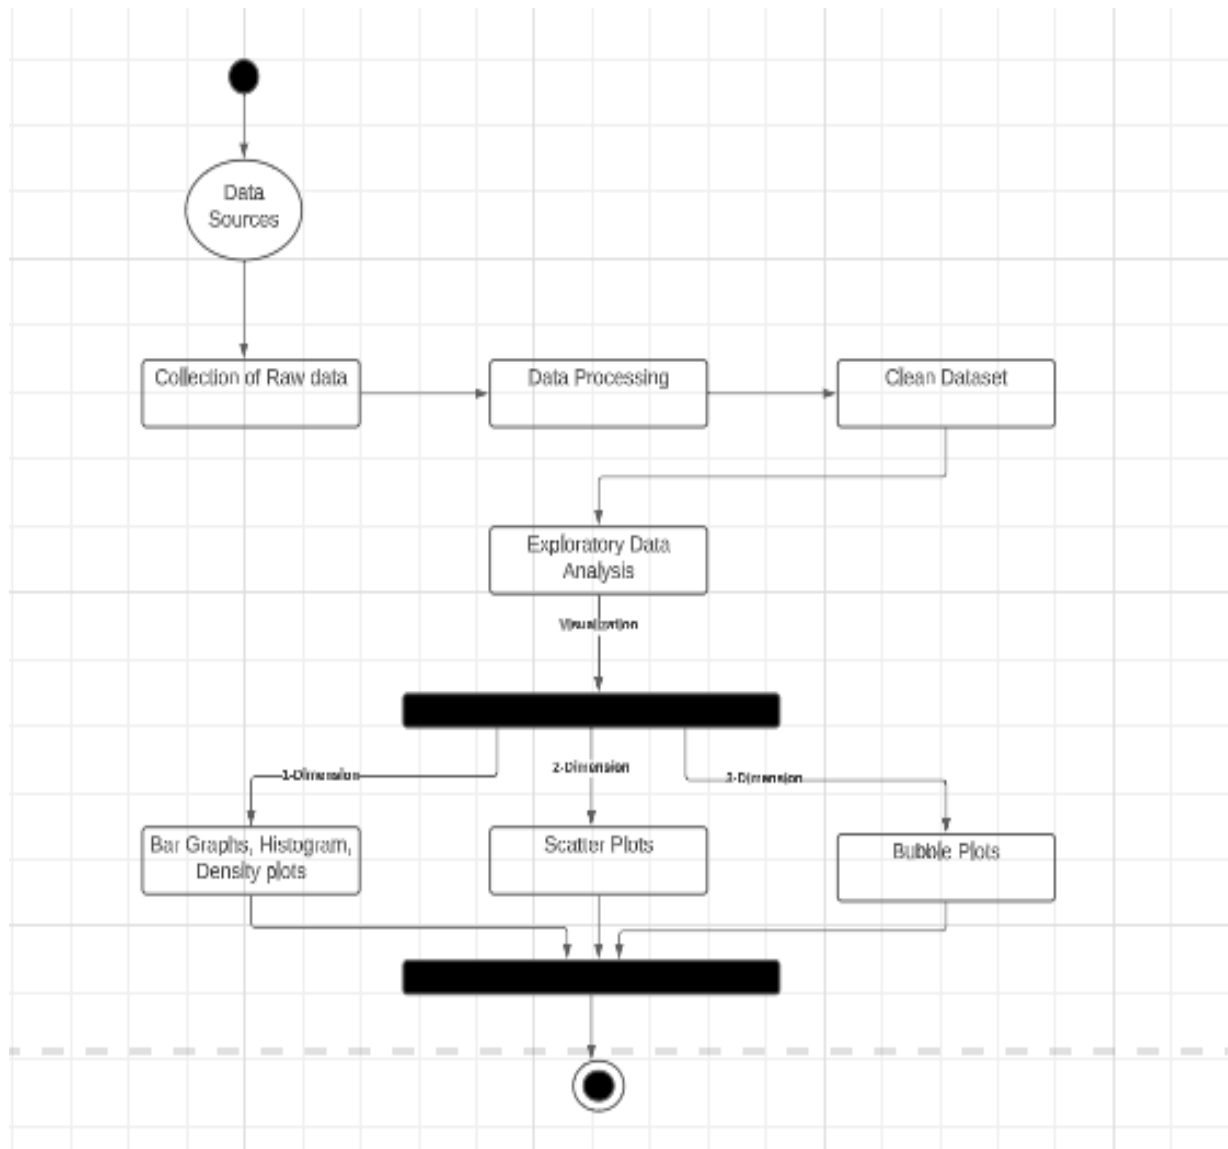 Data
Sources
Collection of Raw data
Data Processing
Clean Dataset
Exploratory Data
Analysis
Visualization
1-Dimension
2-Dimension
3-Dimension
Bar Graphs, Histogram,
Density plots
Scatter Plots
Bubble Plots